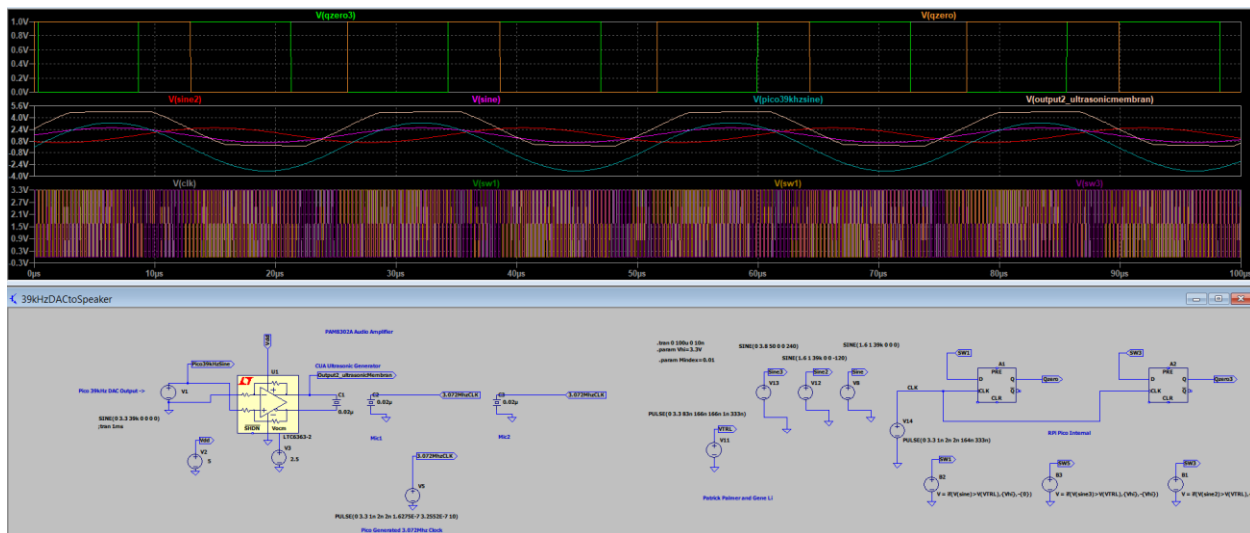 V(qzero3) V(qzero)
1.0V
0.8V
0.6V
0.4V
0.2V
0.0V
V(sine2) V(sine) V(pico39khzsine) V(output2_ultrasonicmembran)
5.6V
4.0V
2.4V
0.8V
-0.8V
-2.4V
-4.0V
V(clk) V(sw1) V(sw1) V(sw3)
3.3V
2.7V
2.1V
1.5V
0.9V
0.3V
-0.3V
0µs 10µs 20µs 30µs 40µs 50µs 60µs 70µs 80µs 90µs 100µs
39kHzDACtoSpeaker
PAM8302A Audio Amplifier
CUA Ultrasonic Generator
Vdd
U1
Pico39kHzSine
Output2_ultrasonicMembran
Pico 39kHz DAC Output ->
V1
SINE(0 3.3 39k 0 0 0 0)
;tran 1ms
SHDN Vocm
LTC6363-2
C1
0.02µ
C2
0.02µ
3.072MhzCLK
Mic1
C3
0.02µ
3.072MhzCLK
Mic2
Vdd
V2
5
V3
2.5
3.072MhzCLK
V5
PULSE(0 3.3 1n 2n 2n 1.6275E-7 3.2552E-7 10)
Pico Generated 3.072Mhz Clock
.tran 0 100u 0 10n
.param Vhi=3.3V
.param Mindex=0.01
SINE(0 3.8 50 0 0 240)
SINE(1.6 1 39k 0 0 -120)
SINE(1.6 1 39k 0 0 0)
V13
V12
Sine
V8
PULSE(0 3.3 83n 166n 166n 1n 333n)
VTRL
V11
Patrick Palmer and Gene Li
CLK
V14
PULSE(0 3.3 1n 2n 2n 164n 333n)
SW1
A1
PRE
D Q
Q
CLR
Qzero
SW3
A2
PRE
D Q
Q
CLR
Qzero3
RPI Pico Internal
SW1
B2
V = if(V(sine)>V(VTRL),{Vhi},-{0})
B3
V = if(V(sine3)>V(VTRL),{Vhi},-{Vhi})
SW3
B1
V = if(V(sine2)>V(VTRL),